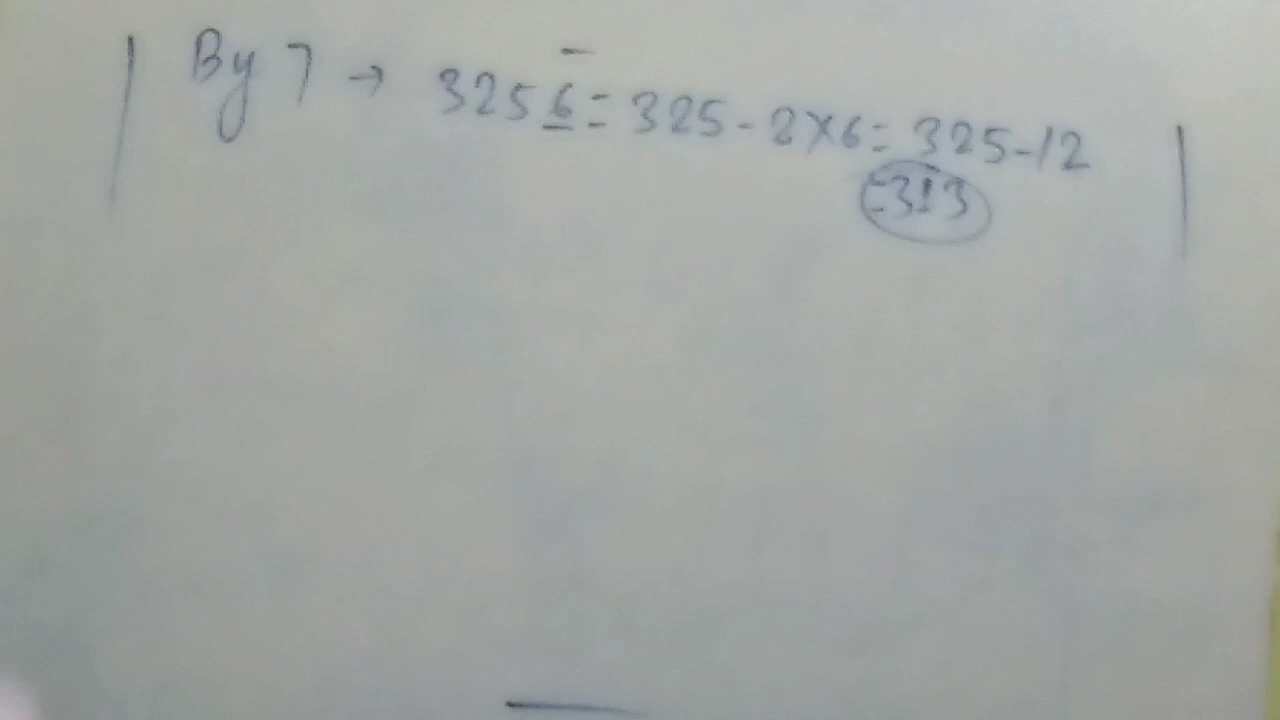 By 7 → 3256 = 325 - 2×6 = 325 - 12
= 313